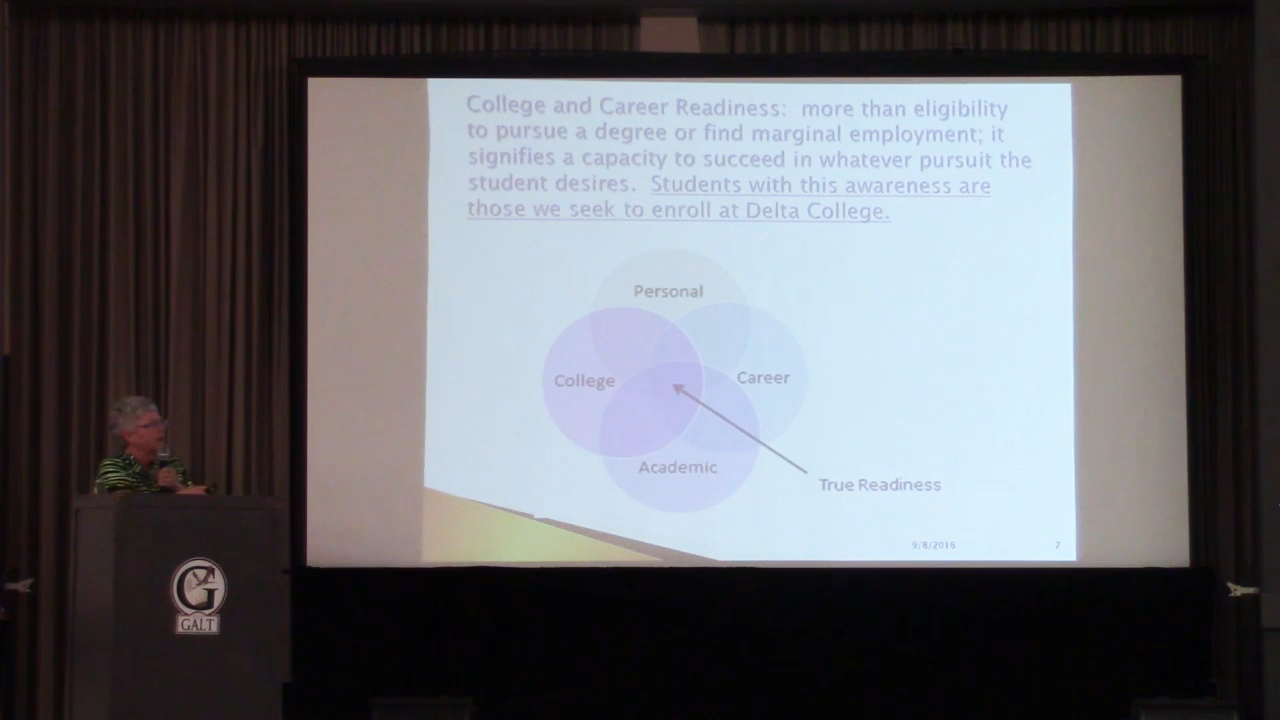 College and Career Readiness:  more than eligibility
to pursue a degree or find marginal employment; it
signifies a capacity to succeed in whatever pursuit the
student desires.  Students with this awareness are
those we seek to enroll at Delta College.
Personal
College
Career
Academic
True Readiness
9/8/2016
7
G
GALT